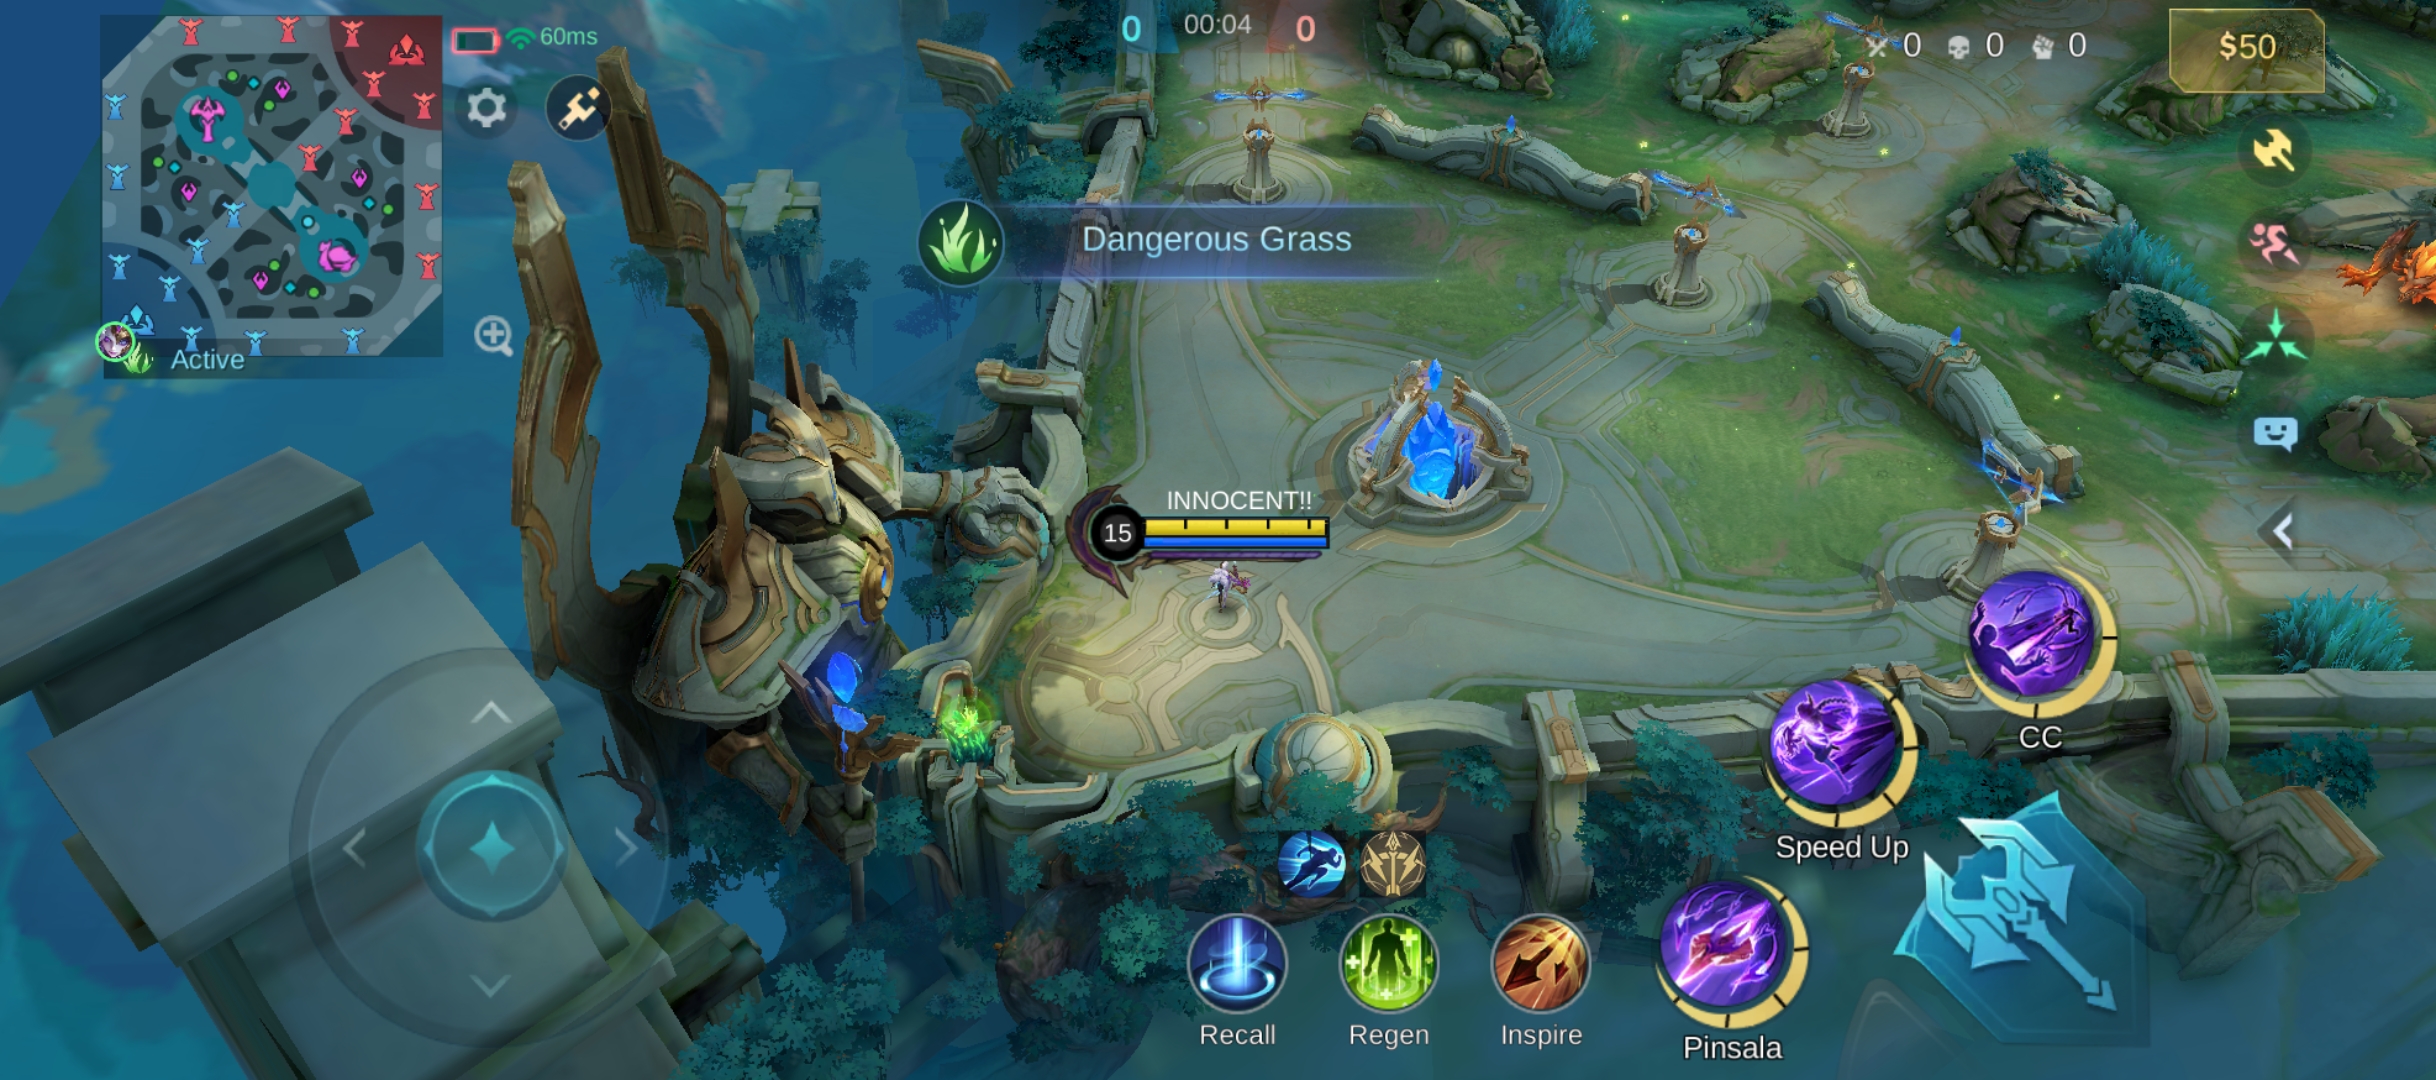 60ms
0 00:04 0
0 0 0
$50
Dangerous Grass
Active
INNOCENT!!
15
CC
Speed Up
Recall
Regen
Inspire
Pinsala